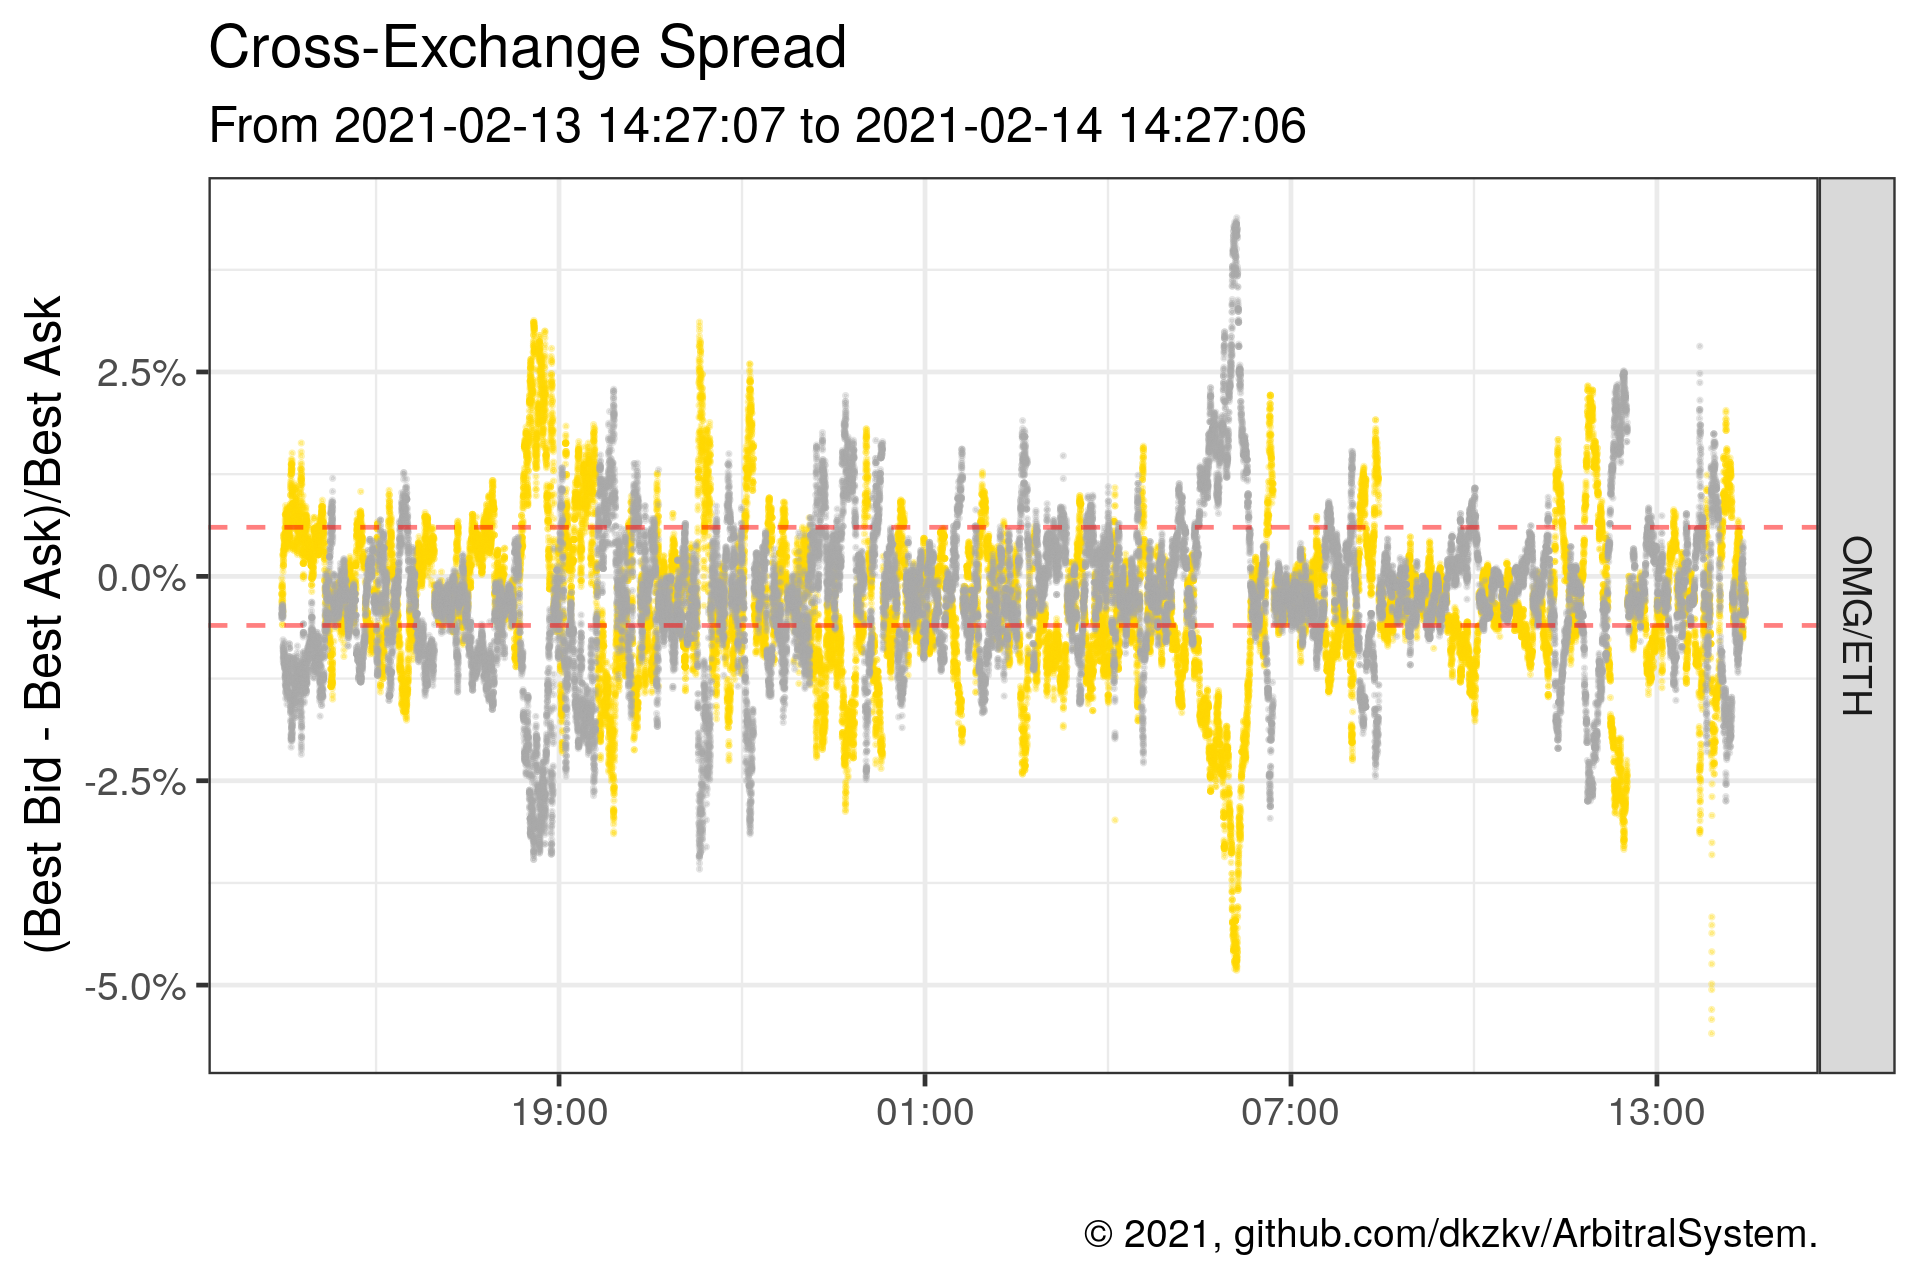 Cross-Exchange Spread
From 2021-02-13 14:27:07 to 2021-02-14 14:27:06
(Best Bid - Best Ask)/Best Ask
2.5%
0.0%
-2.5%
-5.0%
OMG/ETH
19:00
01:00
07:00
13:00
© 2021, github.com/dkzkv/ArbitralSystem.